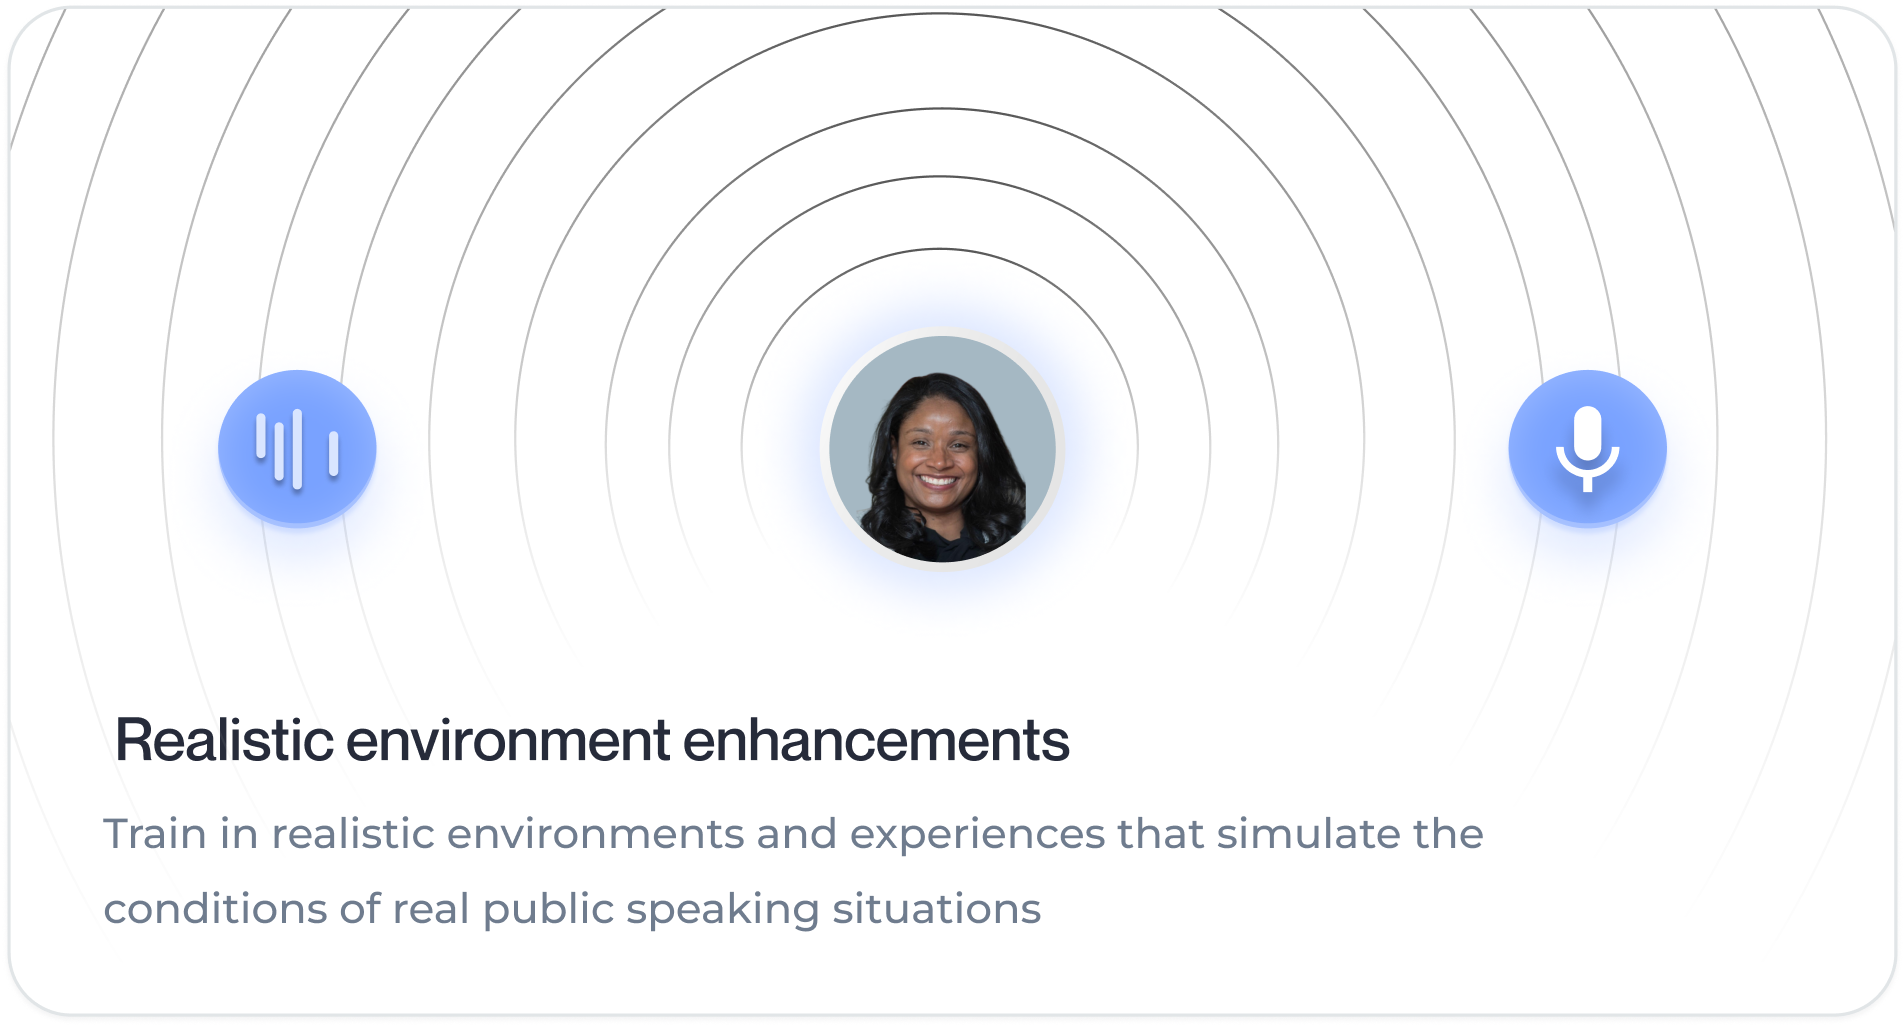 Realistic environment enhancements
Train in realistic environments and experiences that simulate the
conditions of real public speaking situations